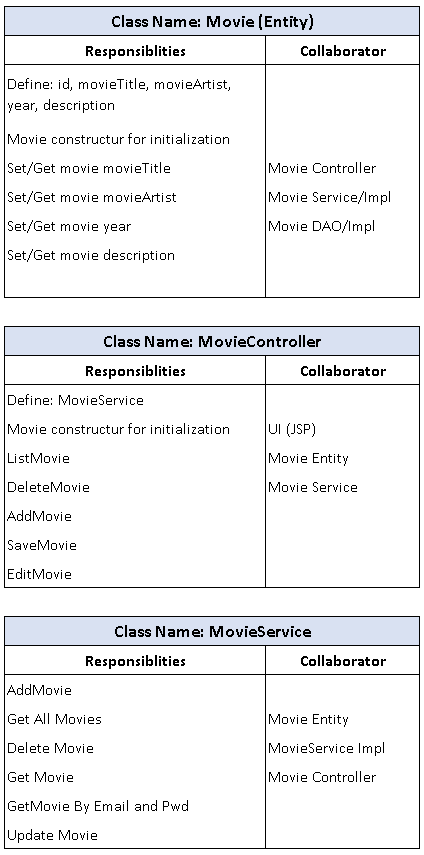 Class Name: Movie (Entity)
Responsiblities Collaborator
Define: id, movieTitle, movieArtist,
year, description
Movie constructur for initialization
Set/Get movie movieTitle Movie Controller
Set/Get movie movieArtist Movie Service/Impl
Set/Get movie year Movie DAO/Impl
Set/Get movie description
Class Name: MovieController
Responsiblities Collaborator
Define: MovieService
Movie constructur for initialization UI (JSP)
ListMovie Movie Entity
DeleteMovie Movie Service
AddMovie
SaveMovie
EditMovie
Class Name: MovieService
Responsiblities Collaborator
AddMovie
Get All Movies Movie Entity
Delete Movie MovieService Impl
Get Movie Movie Controller
GetMovie By Email and Pwd
Update Movie